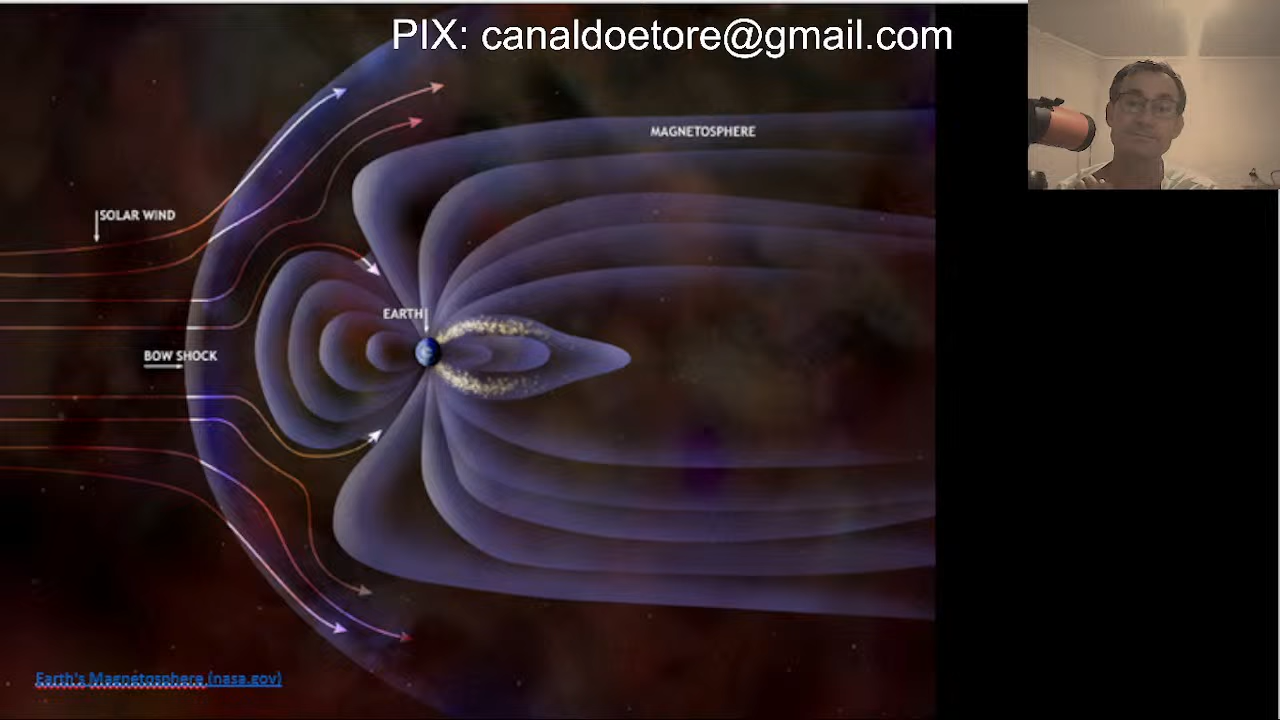 PIX: canaldoetore@gmail.com
MAGNETOSPHERE
SOLAR WIND
EARTH
BOW SHOCK
Earth's Magnetosphere (nasa.gov)